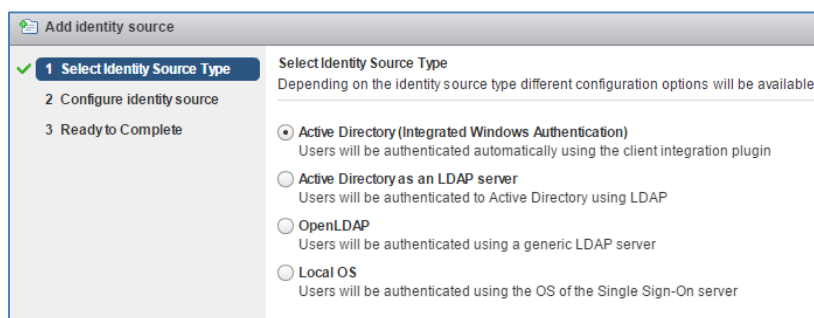 Add identity source
1 Select Identity Source Type
2 Configure identity source
3 Ready to Complete
Select Identity Source Type
Depending on the identity source type different configuration options will be available
Active Directory (Integrated Windows Authentication)
Users will be authenticated automatically using the client integration plugin
Active Directory as an LDAP server
Users will be authenticated to Active Directory using LDAP
OpenLDAP
Users will be authenticated using a generic LDAP server
Local OS
Users will be authenticated using the OS of the Single Sign-On server